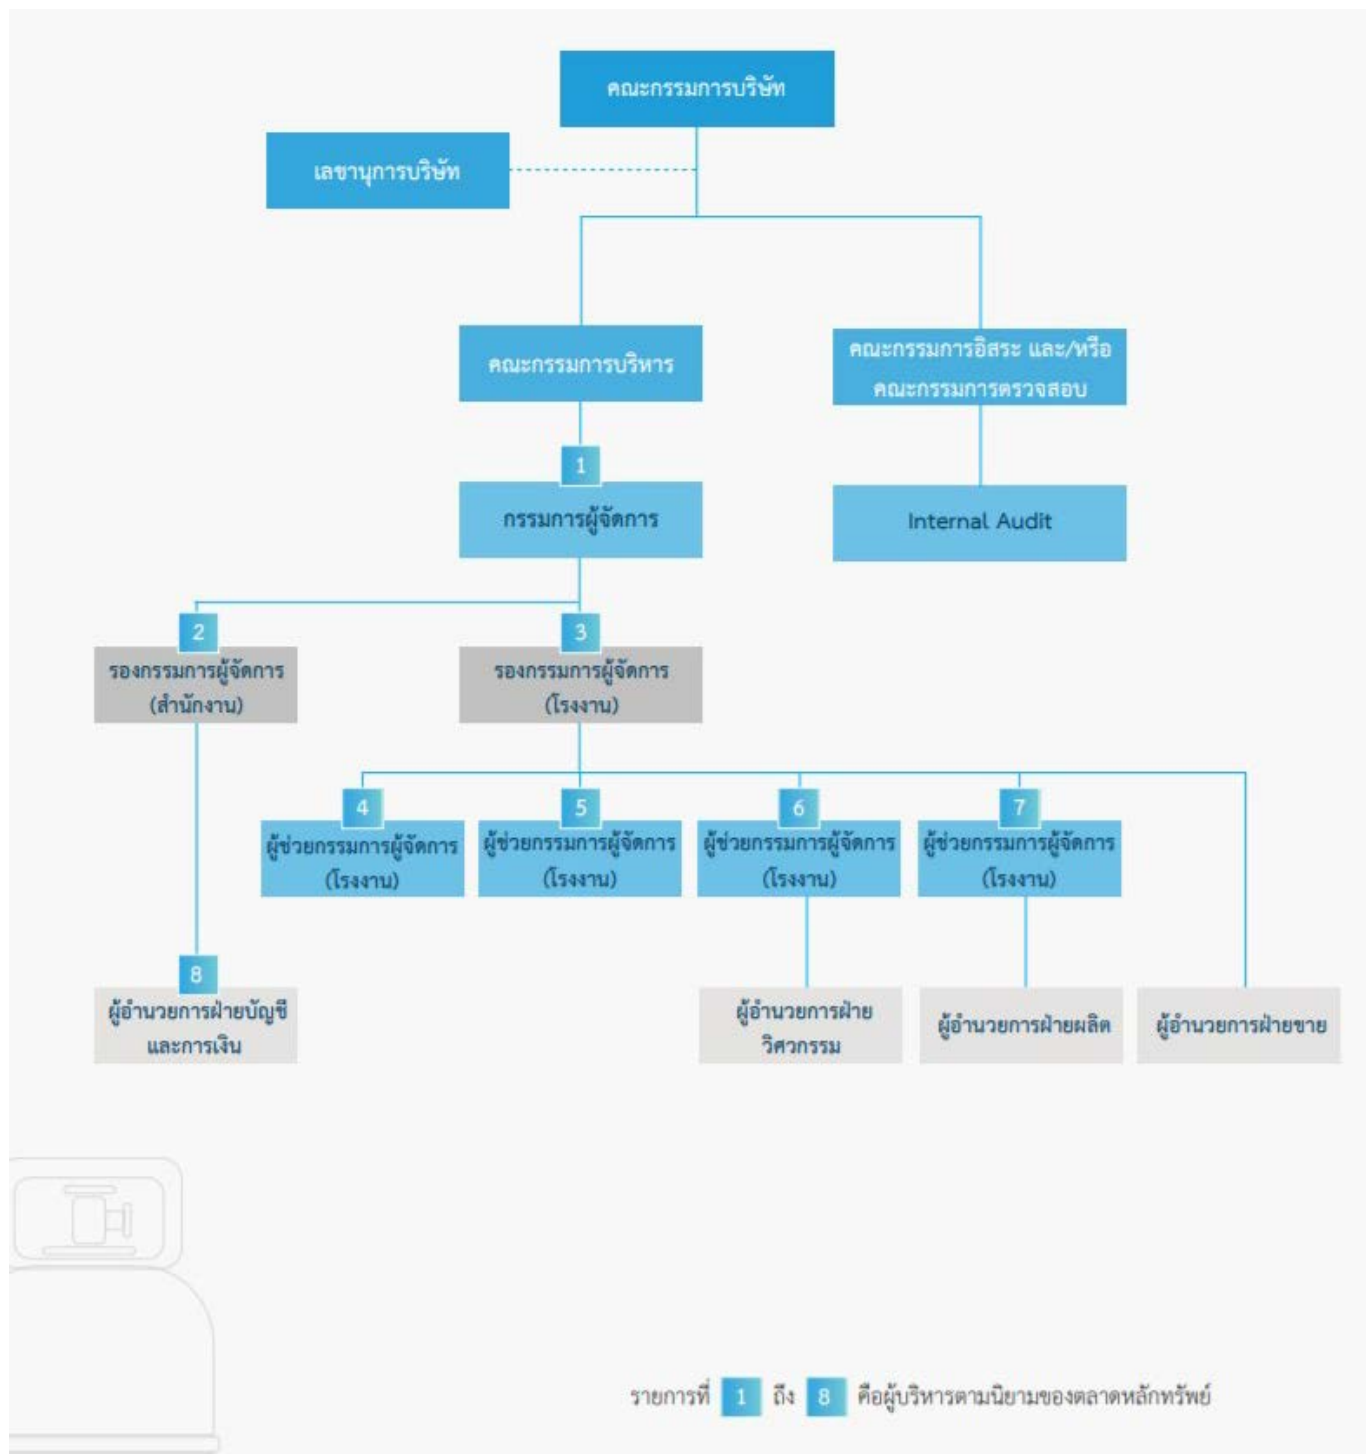 คณะกรรมการบริษัท
เลขานุการบริษัท
คณะกรรมการบริหาร
คณะกรรมการอิสระ และ/หรือ
คณะกรรมการตรวจสอบ
1
กรรมการผู้จัดการ
Internal Audit
2
รองกรรมการผู้จัดการ
(สำนักงาน)
3
รองกรรมการผู้จัดการ
(โรงงาน)
4
ผู้ช่วยกรรมการผู้จัดการ
(โรงงาน)
5
ผู้ช่วยกรรมการผู้จัดการ
(โรงงาน)
6
ผู้ช่วยกรรมการผู้จัดการ
(โรงงาน)
7
ผู้ช่วยกรรมการผู้จัดการ
(โรงงาน)
8
ผู้อำนวยการฝ่ายบัญชี
และการเงิน
ผู้อำนวยการฝ่าย
วิศวกรรม
ผู้อำนวยการฝ่ายผลิต
ผู้อำนวยการฝ่ายขาย
รายการที่ 1 ถึง 8 คือผู้บริหารตามนิยามของตลาดหลักทรัพย์